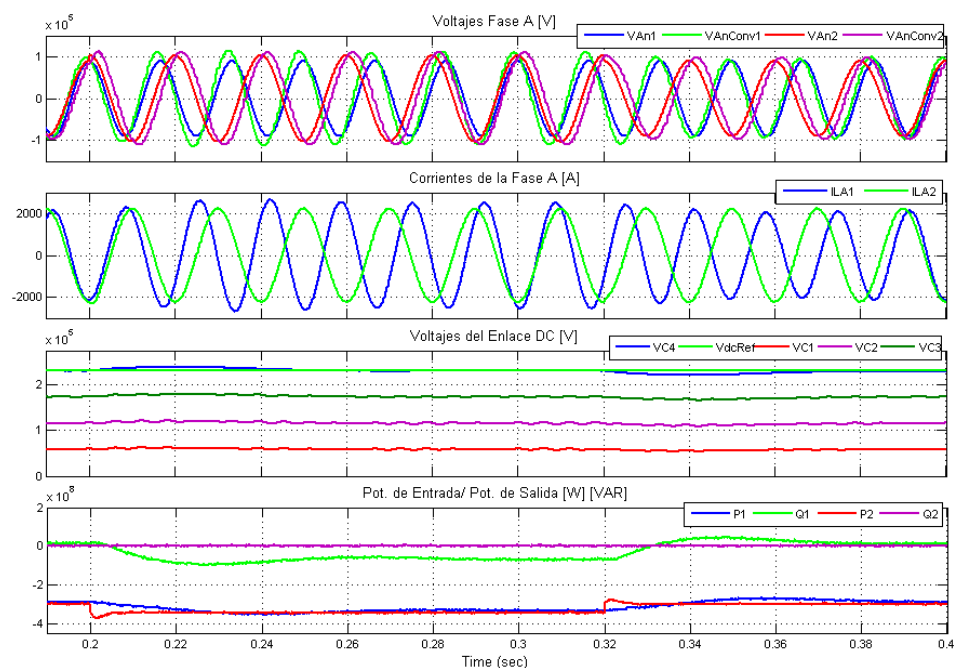 Voltajes Fase A [V]
x 10^5
VAn1 VAnConv1 VAn2 VAnConv2
1
0
-1
Corrientes de la Fase A [A]
ILA1 ILA2
2000
0
-2000
Voltajes del Enlace DC [V]
x 10^5
VC4 VdcRef VC1 VC2 VC3
2
1
0
Pot. de Entrada/ Pot. de Salida [W] [VAR]
x 10^8
P1 Q1 P2 Q2
2
0
-2
-4
0.2 0.22 0.24 0.26 0.28 0.3 0.32 0.34 0.36 0.38 0.4
Time (sec)